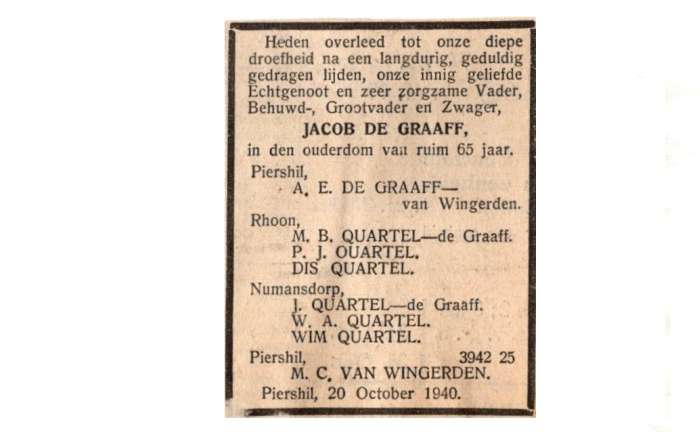 Heden overleed tot onze diepe
droefheid na een langdurig, geduldig
gedragen lijden, onze innig geliefde
Echtgenoot en zeer zorgzame Vader,
Behuwd-, Grootvader en Zwager,
JACOB DE GRAAFF,
in den ouderdom van ruim 65 jaar.
Piershil,
A. E. DE GRAAFF—
van Wingerden.
Rhoon,
M. B. QUARTEL—de Graaff.
P. J. QUARTEL.
DIS QUARTEL.
Numansdorp,
J. QUARTEL—de Graaff.
W. A. QUARTEL.
WIM QUARTEL.
Piershil, 3942 25
M. C. VAN WINGERDEN.
Piershil, 20 October 1940.